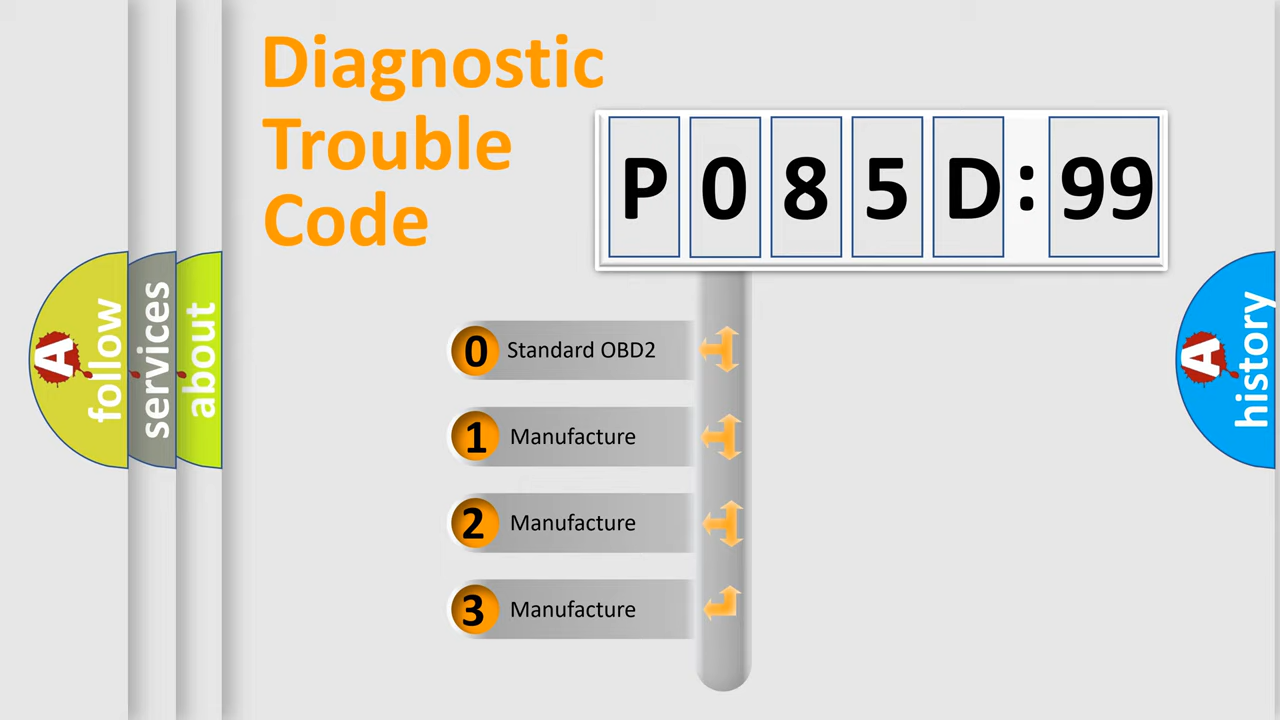 Diagnostic
Trouble
Code
P 0 8 5 D : 99
0 Standard OBD2
1 Manufacture
2 Manufacture
3 Manufacture
A follow
services
about
A history